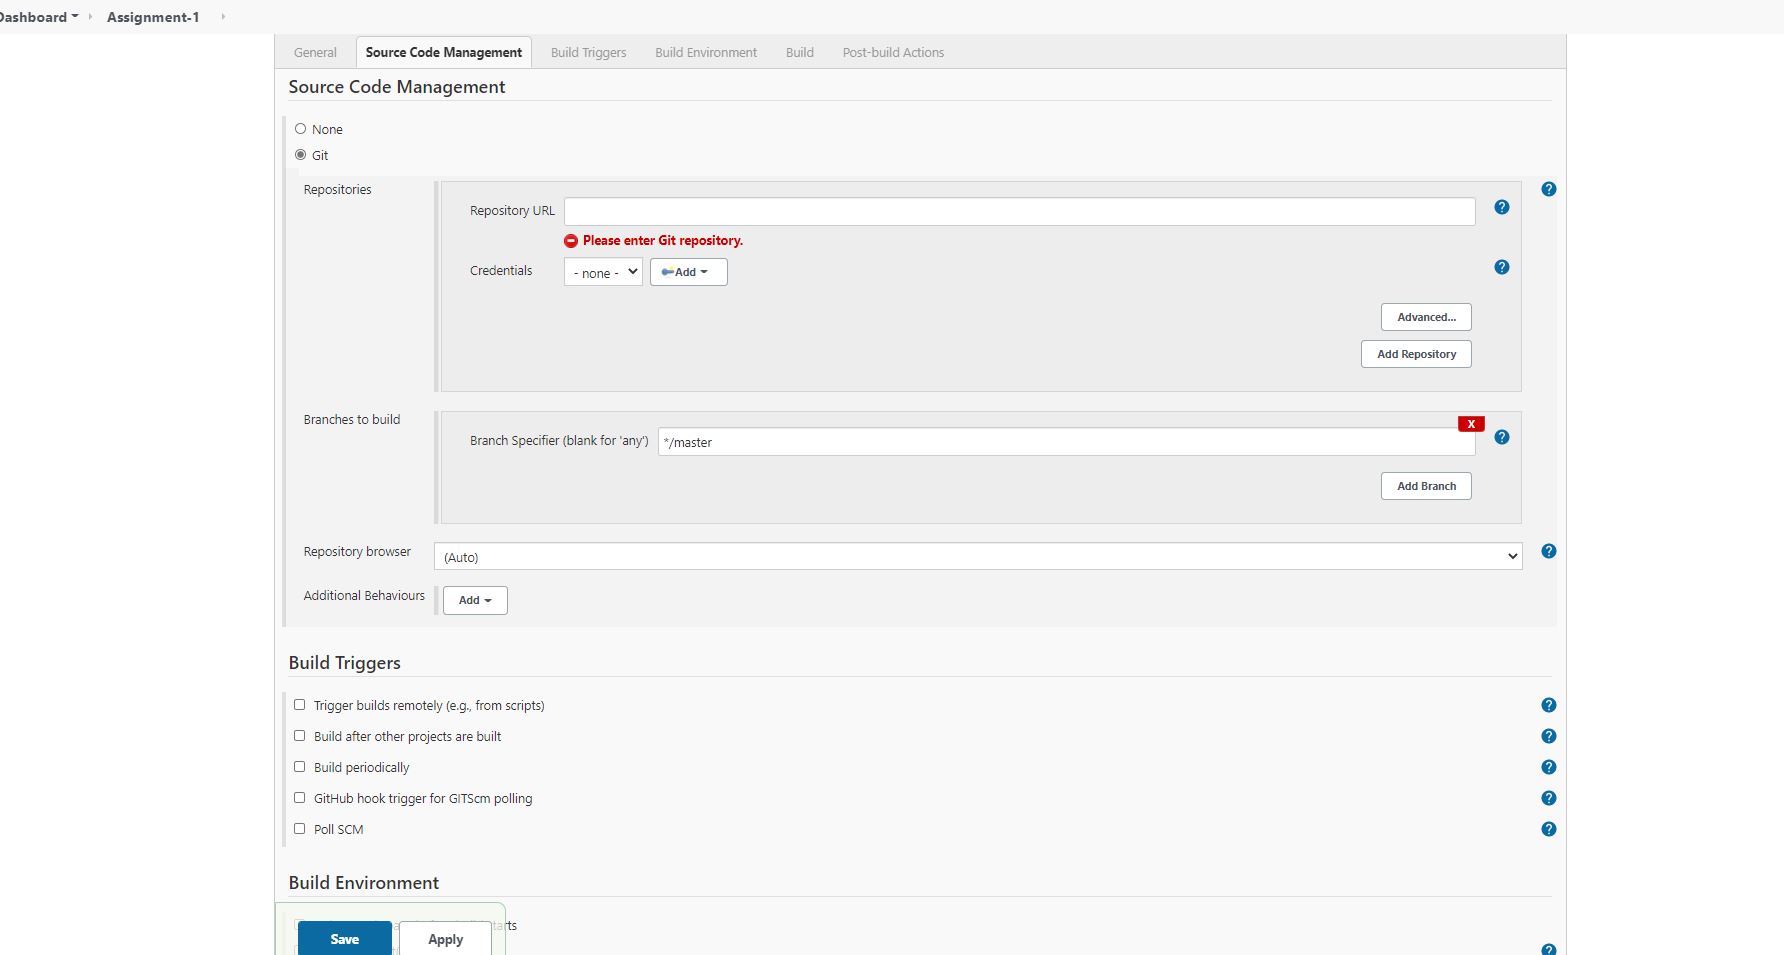 Dashboard
Assignment-1
General
Source Code Management
Build Triggers
Build Environment
Build
Post-build Actions
Source Code Management
None
Git
Repositories
Repository URL
Please enter Git repository.
Credentials
- none -
Add
Advanced...
Add Repository
Branches to build
X
Branch Specifier (blank for 'any')
*/master
Add Branch
Repository browser
(Auto)
Additional Behaviours
Add
Build Triggers
Trigger builds remotely (e.g., from scripts)
Build after other projects are built
Build periodically
GitHub hook trigger for GITScm polling
Poll SCM
Build Environment
Save
Apply